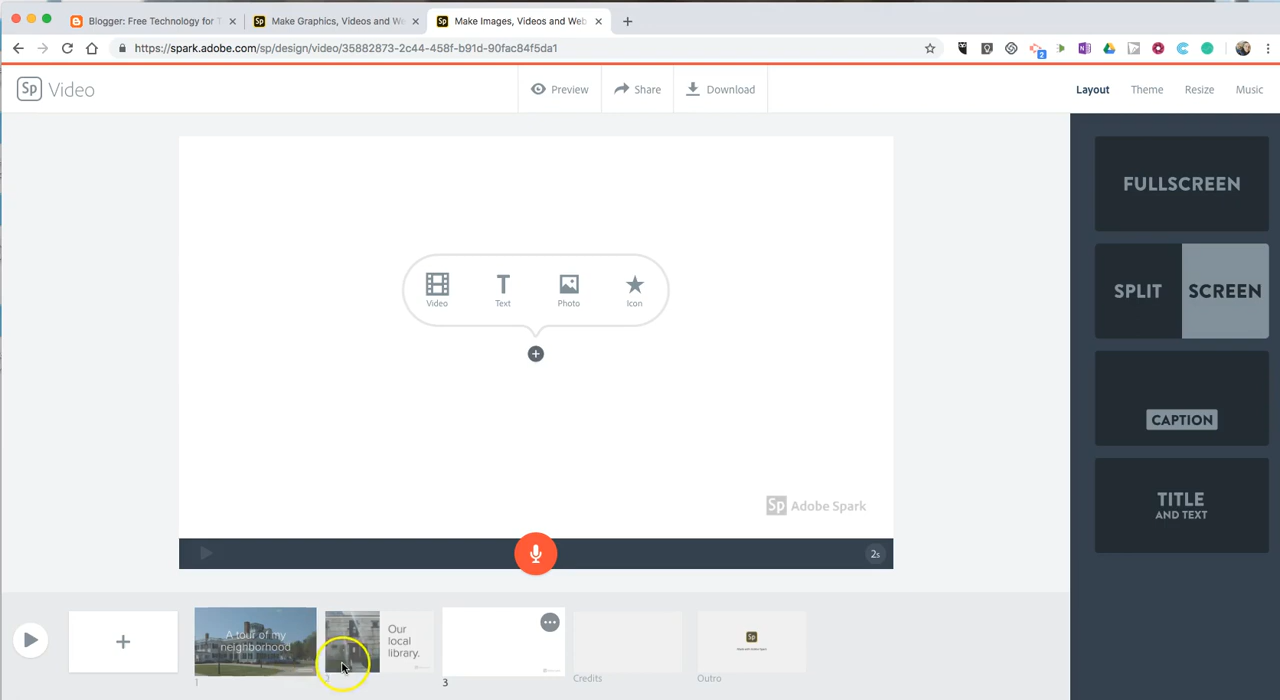 Blogger: Free Technology for T
Make Graphics, Videos and We
Make Images, Videos and Web
https://spark.adobe.com/sp/design/video/35882873-2c44-458f-b91d-90fac84f5da1
2
Sp Video
Preview
Share
Download
Layout
Theme
Resize
Music
Video
Text
Photo
Icon
FULLSCREEN
SPLIT SCREEN
CAPTION
TITLE
AND TEXT
Sp Adobe Spark
2s
A tour of my
neighborhood
Our
local
library.
1
2
3
Credits
Outro